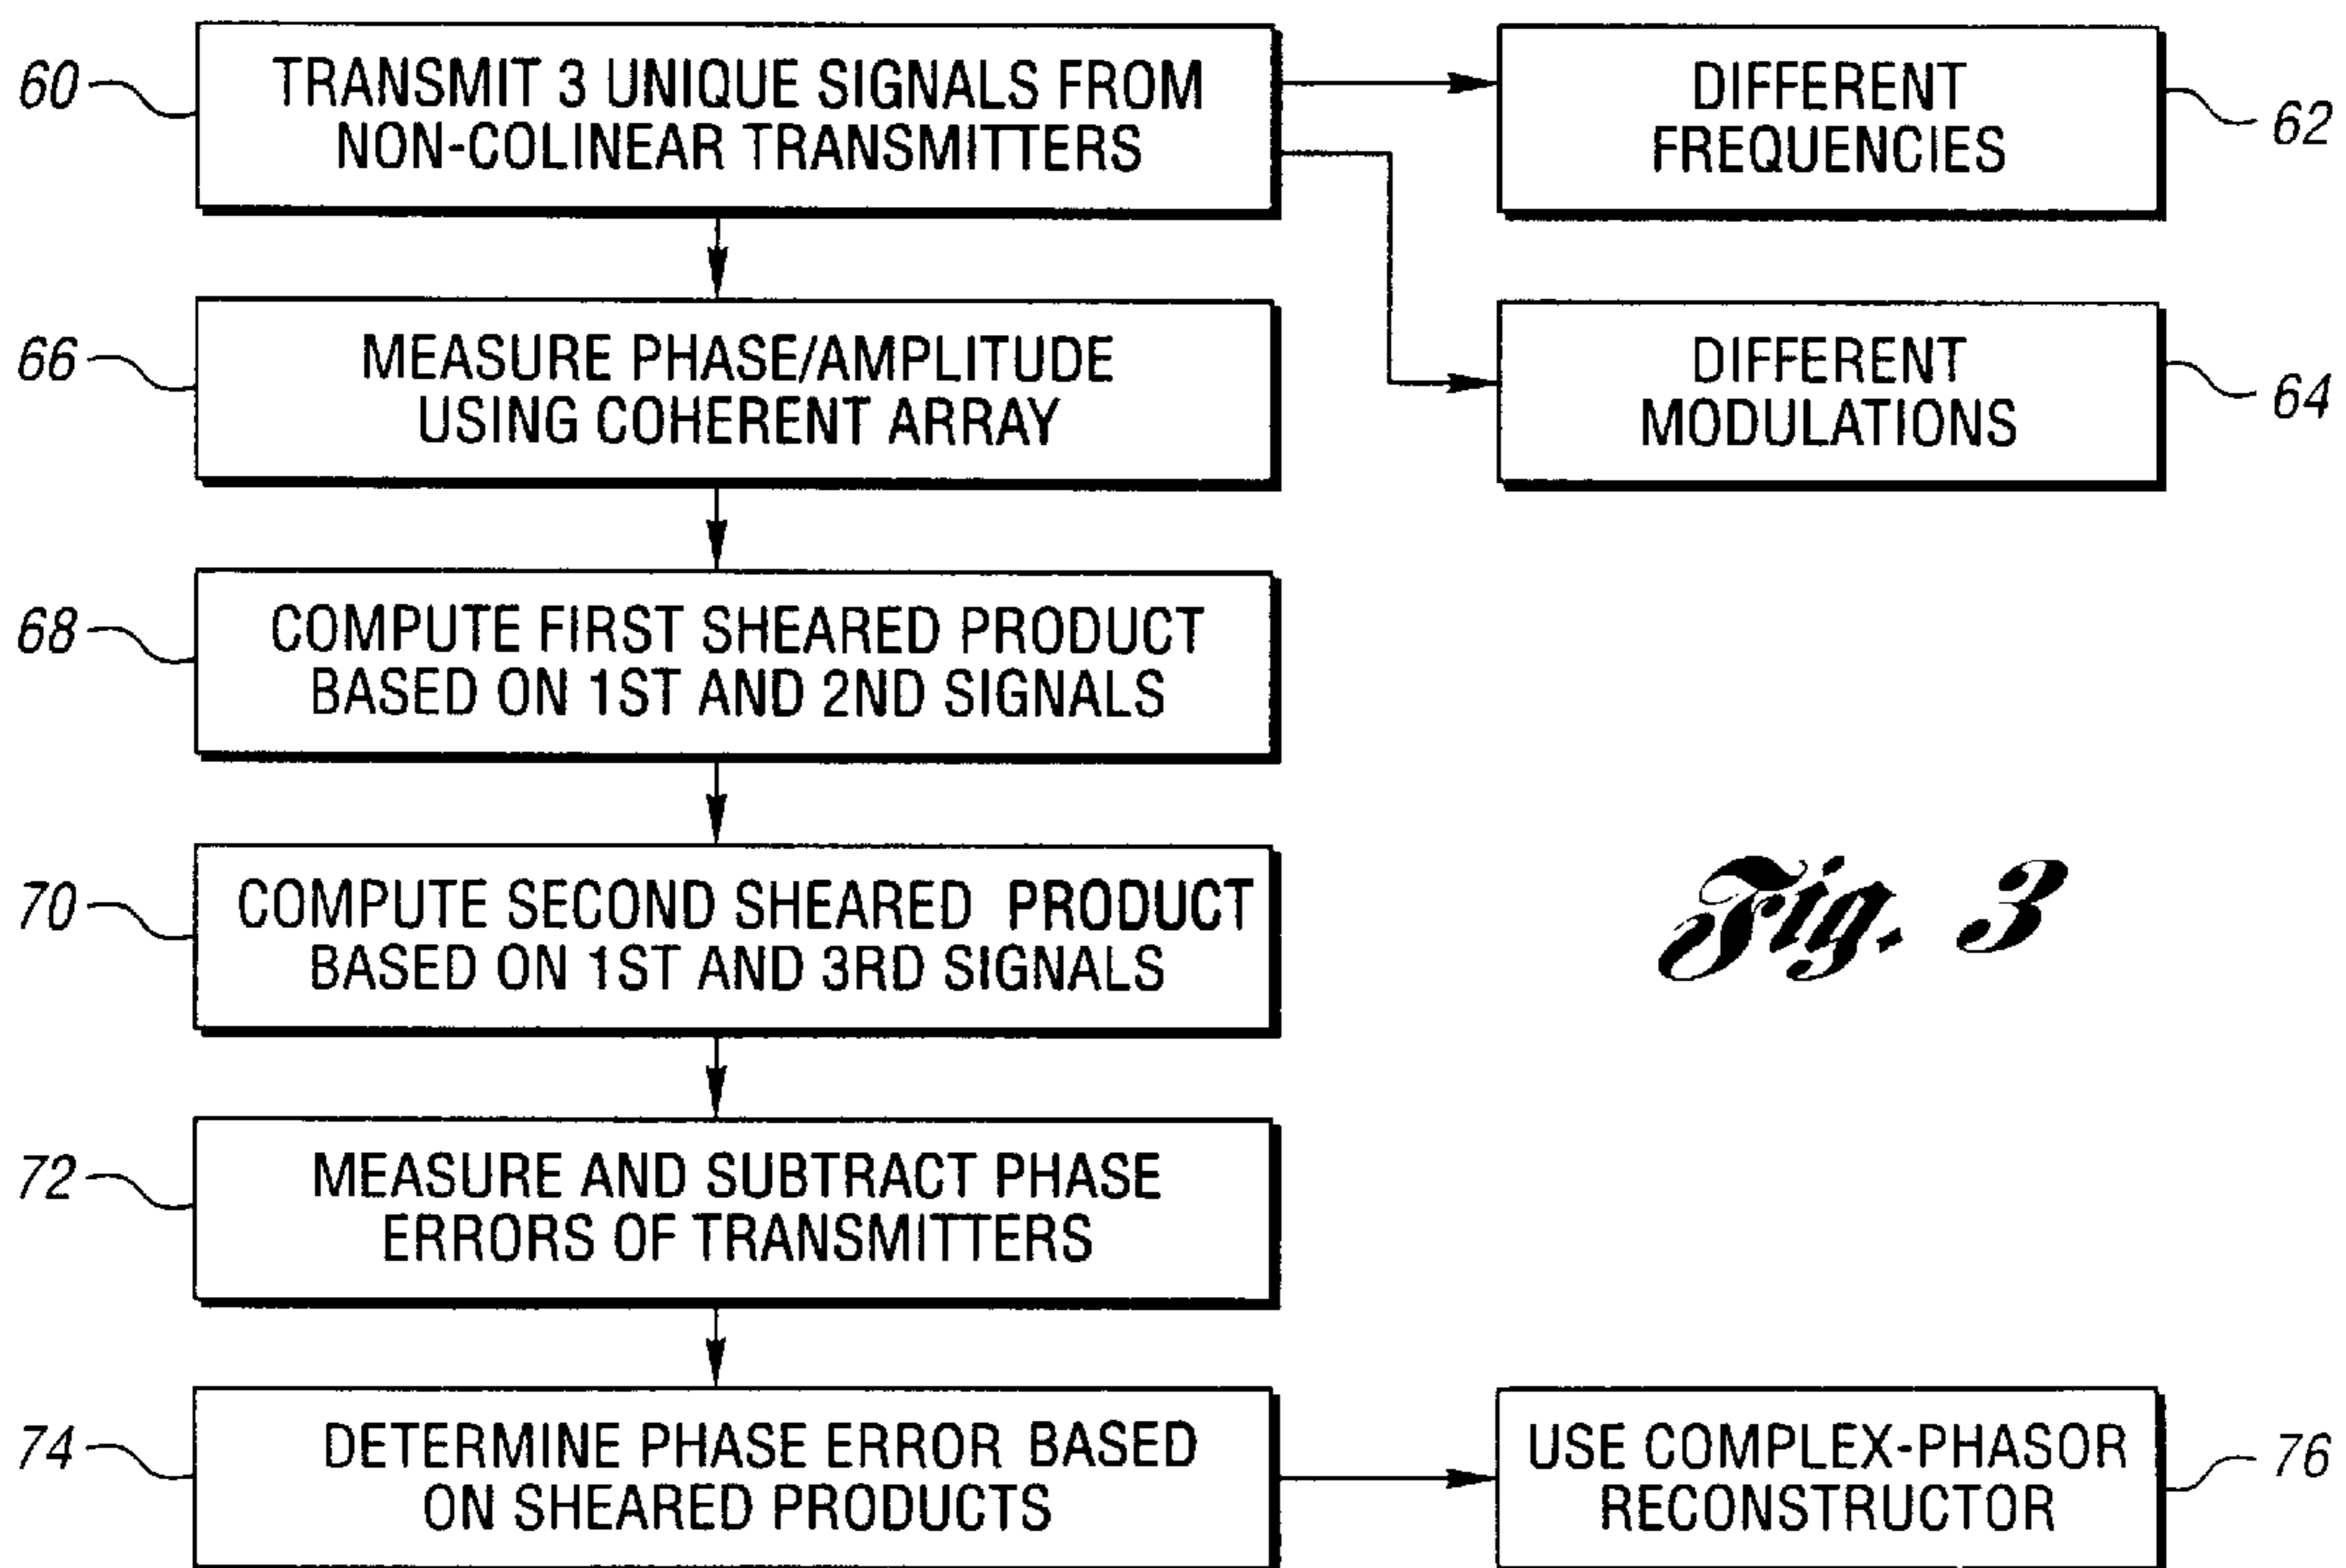 60
TRANSMIT 3 UNIQUE SIGNALS FROM
NON-COLINEAR TRANSMITTERS
DIFFERENT
FREQUENCIES
62
66
MEASURE PHASE/AMPLITUDE
USING COHERENT ARRAY
DIFFERENT
MODULATIONS
64
68
COMPUTE FIRST SHEARED PRODUCT
BASED ON 1ST AND 2ND SIGNALS
70
COMPUTE SECOND SHEARED PRODUCT
BASED ON 1ST AND 3RD SIGNALS
Fig. 3
72
MEASURE AND SUBTRACT PHASE
ERRORS OF TRANSMITTERS
74
DETERMINE PHASE ERROR BASED
ON SHEARED PRODUCTS
USE COMPLEX-PHASOR
RECONSTRUCTOR
76